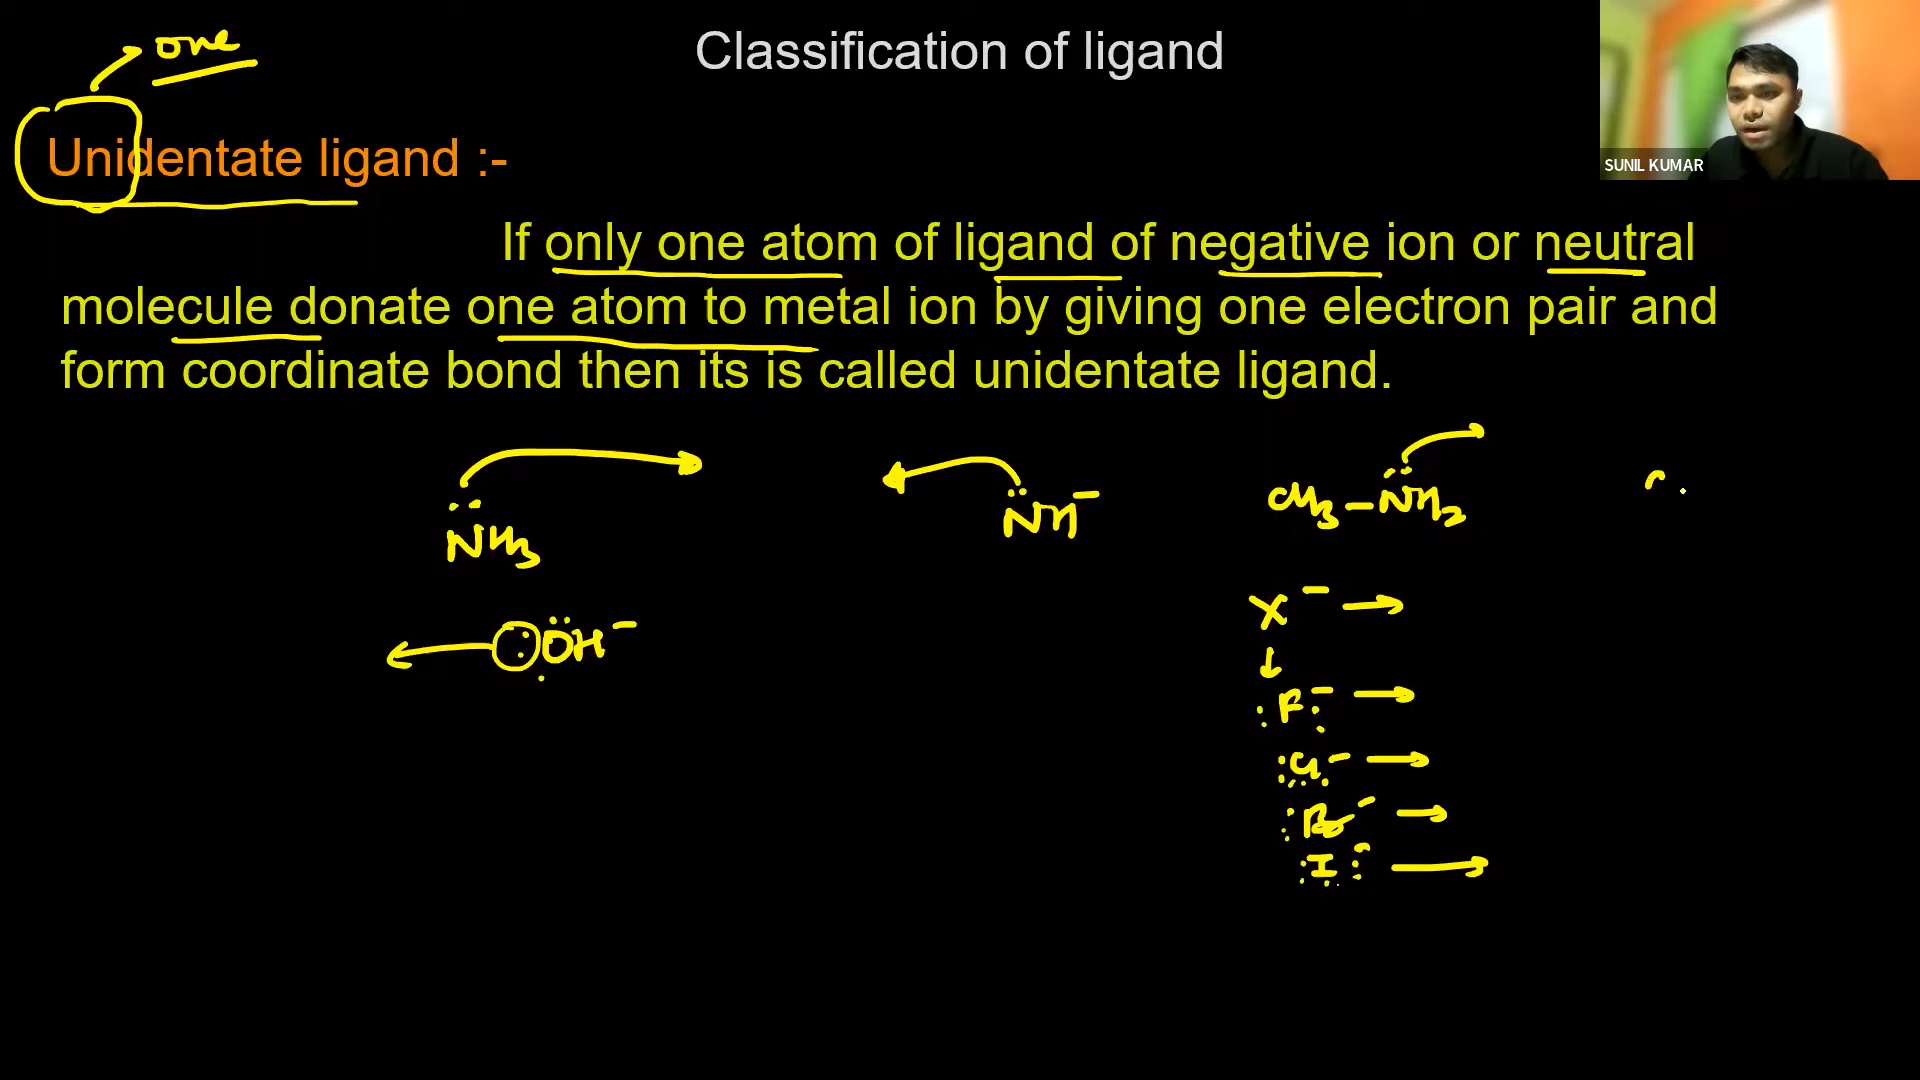 one
Classification of ligand
Unidentate ligand :-
SUNIL KUMAR
If only one atom of ligand of negative ion or neutral
molecule donate one atom to metal ion by giving one electron pair and
form coordinate bond then its is called unidentate ligand.
NH3
NH⁻
CH3–NH2
X⁻
OH⁻
F⁻
Cl⁻
Br⁻
I⁻